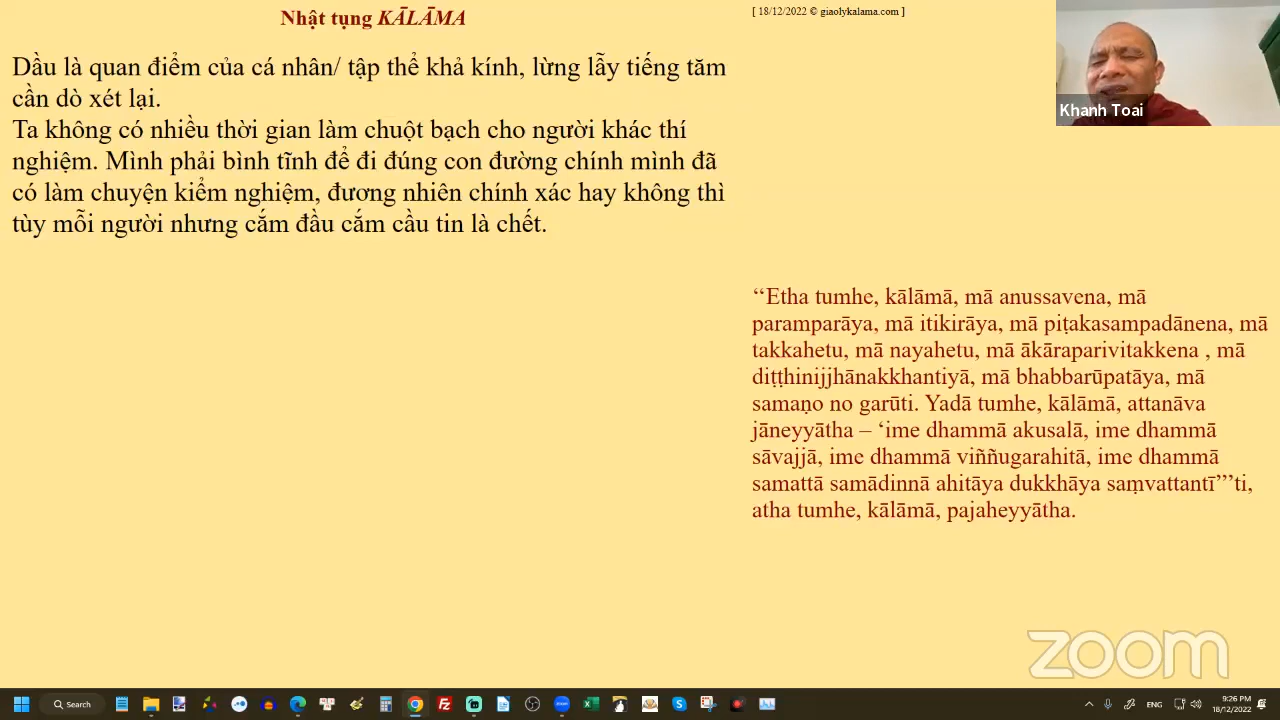 Nhật tụng KĀLĀMA
[ 18/12/2022 © giaolykalama.com ]
Dầu là quan điểm của cá nhân/ tập thể khả kính, lừng lẫy tiếng tăm
cần dò xét lại.
Ta không có nhiều thời gian làm chuột bạch cho người khác thí
nghiệm. Mình phải bình tĩnh để đi đúng con đường chính mình đã
có làm chuyện kiểm nghiệm, đương nhiên chính xác hay không thì
tùy mỗi người nhưng cắm đầu cắm cầu tin là chết.
Khanh Toai
‘‘Etha tumhe, kālāmā, mā anussavena, mā
paramparāya, mā itikirāya, mā piṭakasampadānena, mā
takkahetu, mā nayahetu, mā ākāraparivitakkena , mā
diṭṭhinijjhānakkhantiyā, mā bhabbarūpatāya, mā
samaṇo no garūti. Yadā tumhe, kālāmā, attanāva
jāneyyātha – ‘ime dhammā akusalā, ime dhammā
sāvajjā, ime dhammā viññugarahitā, ime dhammā
samattā samādinnā ahitāya dukkhāya saṃvattantī’’’ti,
atha tumhe, kālāmā, pajaheyyātha.
zoom
Search
ENG
9:26 PM
18/12/2022